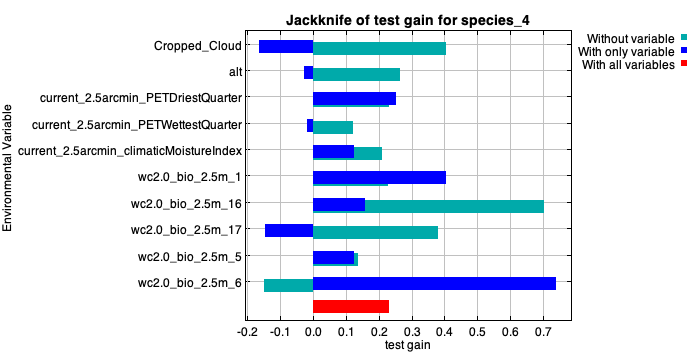 Jackknife of test gain for species_4
Without variable
With only variable
With all variables
Environmental Variable
Cropped_Cloud
alt
current_2.5arcmin_PETDriestQuarter
current_2.5arcmin_PETWettestQuarter
current_2.5arcmin_climaticMoistureIndex
wc2.0_bio_2.5m_1
wc2.0_bio_2.5m_16
wc2.0_bio_2.5m_17
wc2.0_bio_2.5m_5
wc2.0_bio_2.5m_6
-0.2 -0.1 0.0 0.1 0.2 0.3 0.4 0.5 0.6 0.7
test gain